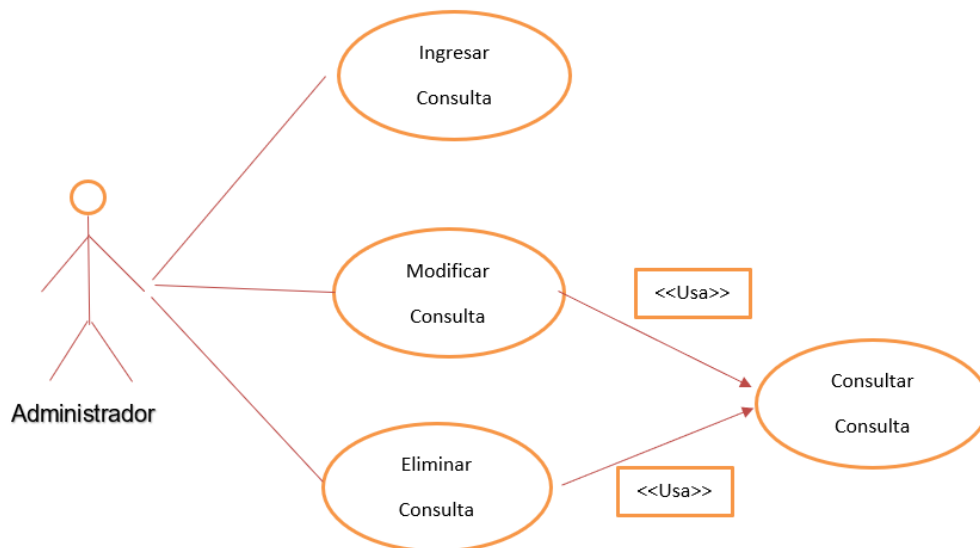 Ingresar
Consulta
Modificar
Consulta
<<Usa>>
Consultar
Consulta
Administrador
Eliminar
Consulta
<<Usa>>